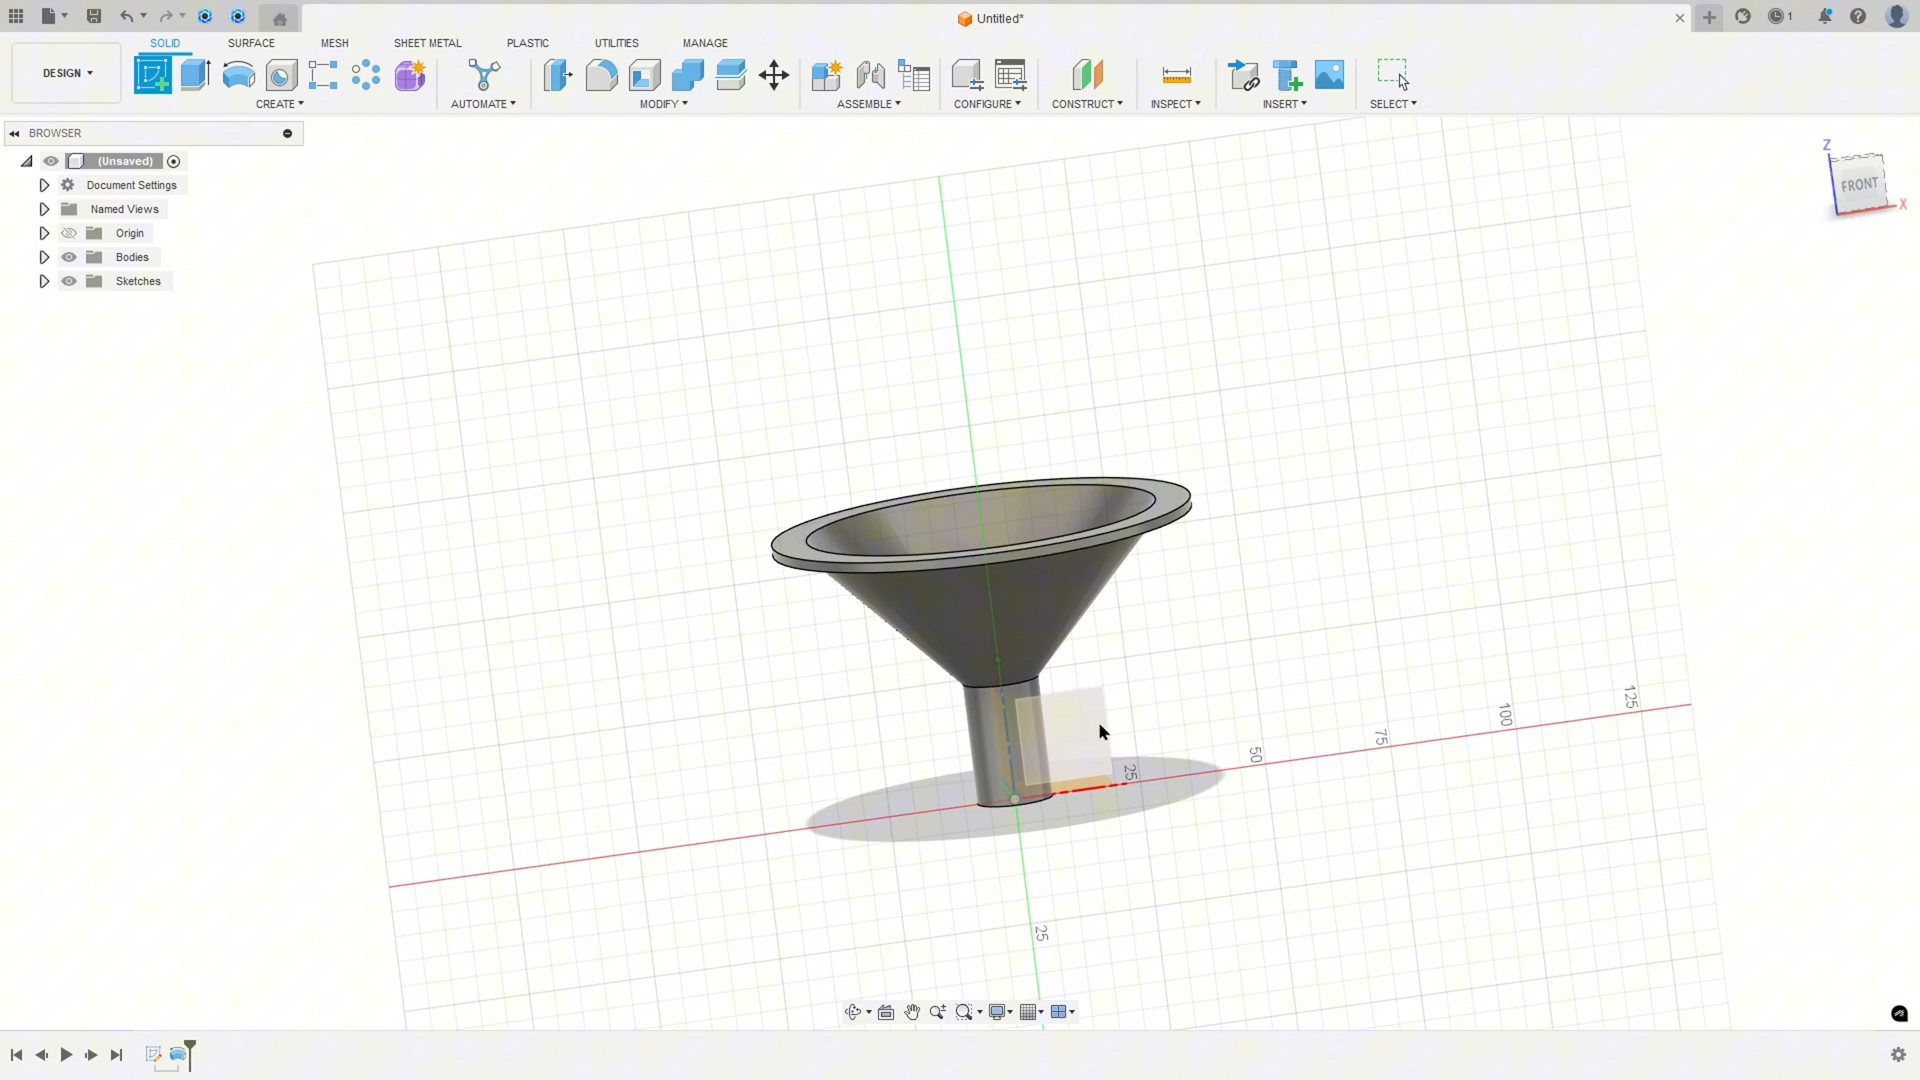 Untitled*
1
DESIGN
SOLID
SURFACE
MESH
SHEET METAL
PLASTIC
UTILITIES
MANAGE
CREATE
AUTOMATE
MODIFY
ASSEMBLE
CONFIGURE
CONSTRUCT
INSPECT
INSERT
SELECT
BROWSER
(Unsaved)
Document Settings
Named Views
Origin
Bodies
Sketches
Z
FRONT
X
125
100
75
50
25
25